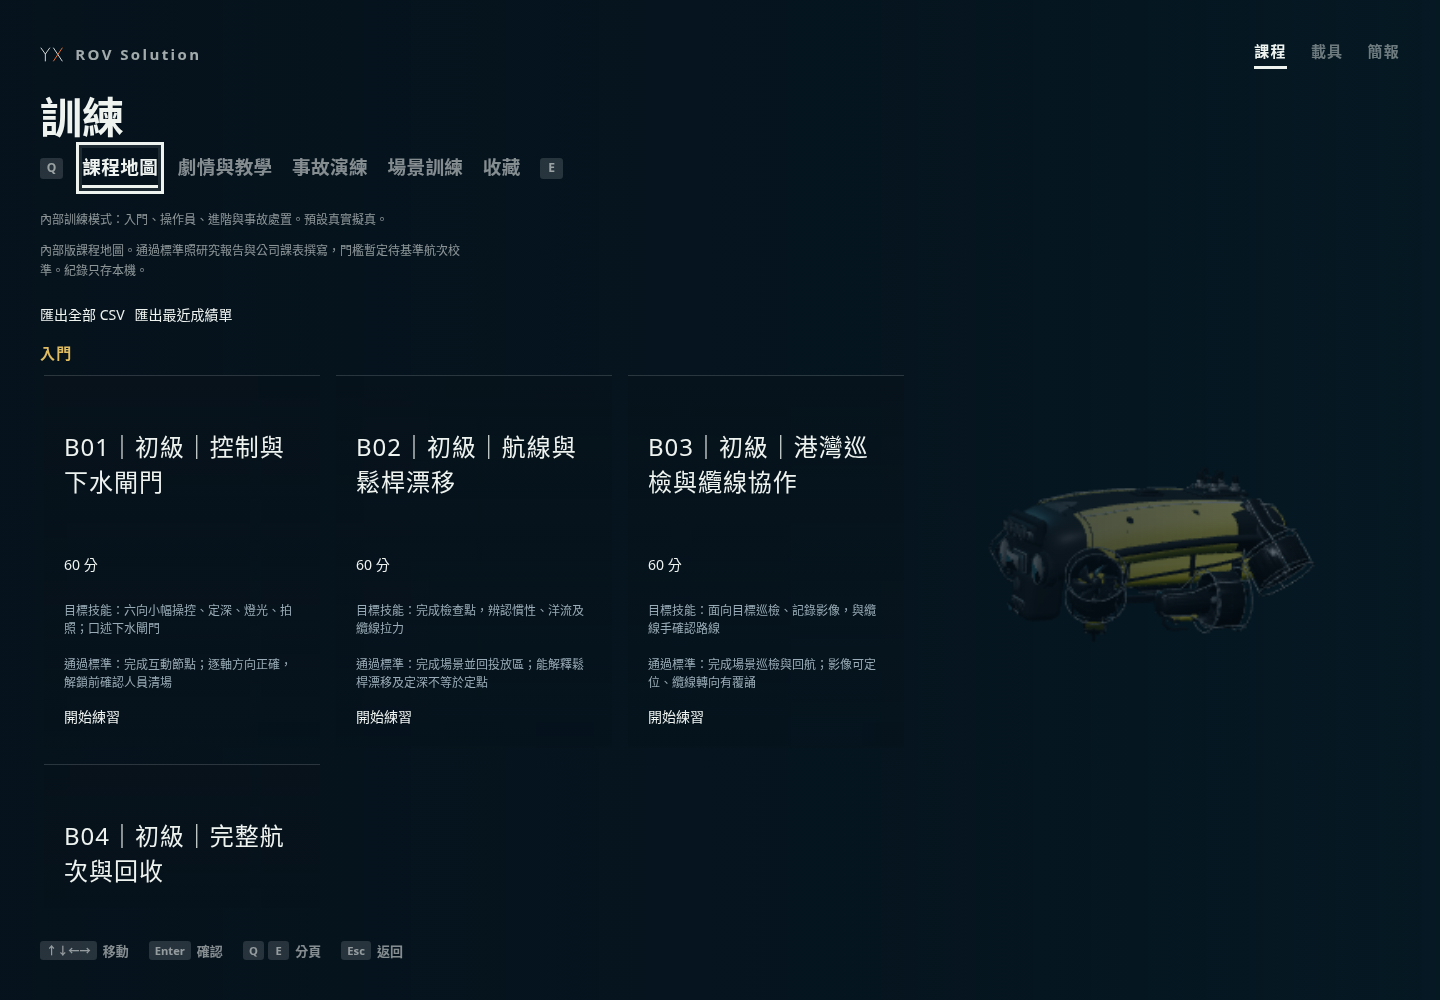 YX ROV Solution
課程 載具 簡報
訓練
Q 課程地圖 劇情與教學 事故演練 場景訓練 收藏 E
內部訓練模式：入門、操作員、進階與事故處置。預設真實擬真。
內部版課程地圖。通過標準照研究報告與公司課表撰寫，門檻暫定待基準航次校
準。紀錄只存本機。
匯出全部 CSV 匯出最近成績單
入門
B01｜初級｜控制與
下水閘門
60 分
目標技能：六向小幅操控、定深、燈光、拍
照；口述下水閘門
通過標準：完成互動節點；逐軸方向正確，
解鎖前確認人員清場
開始練習
B02｜初級｜航線與
鬆桿漂移
60 分
目標技能：完成檢查點，辨認慣性、洋流及
纜線拉力
通過標準：完成場景並回投放區；能解釋鬆
桿漂移及定深不等於定點
開始練習
B03｜初級｜港灣巡
檢與纜線協作
60 分
目標技能：面向目標巡檢、記錄影像，與纜
線手確認路線
通過標準：完成場景巡檢與回航；影像可定
位、纜線轉向有覆誦
開始練習
B04｜初級｜完整航
次與回收
↑↓←→ 移動 Enter 確認 Q E 分頁 Esc 返回